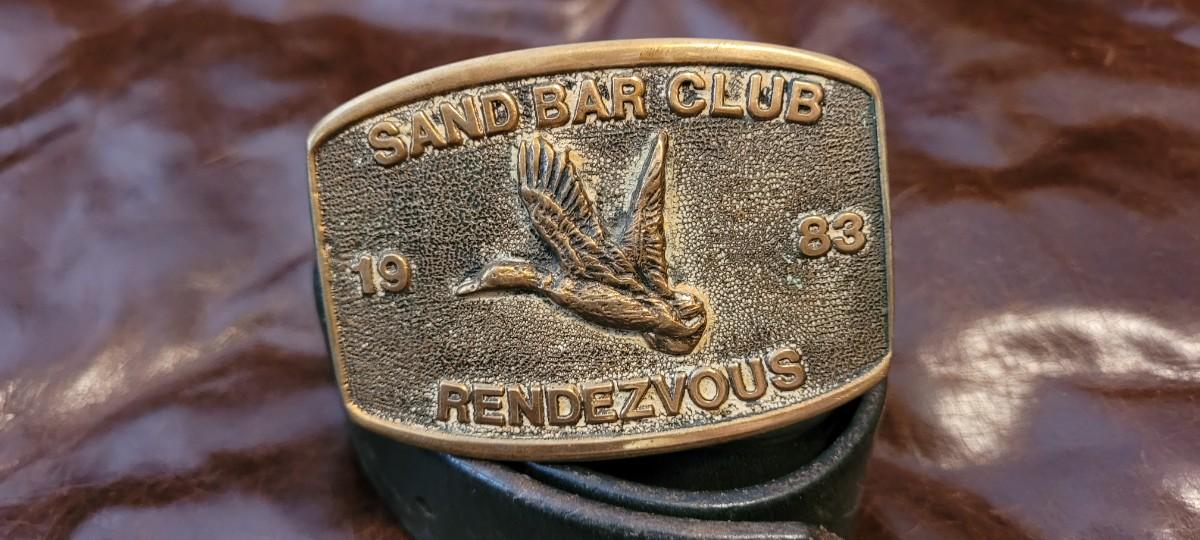 SAND BAR CLUB
19 83
RENDEZVOUS